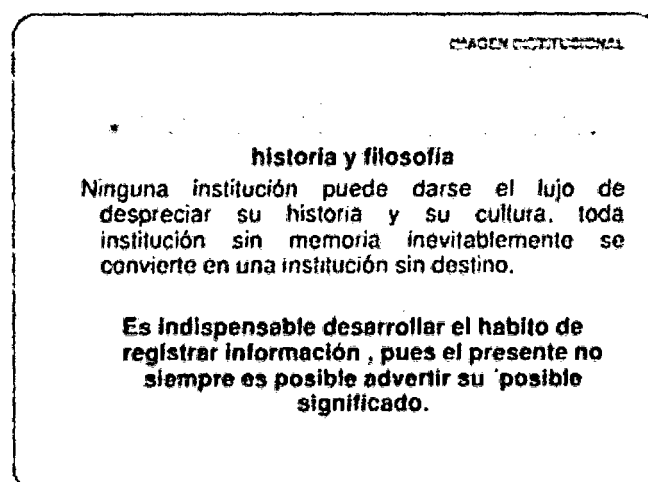 IMAGEN INSTITUCIONAL
historia y filosofía
Ninguna institución puede darse el lujo de
despreciar su historia y su cultura. toda
institución sin memoria inevitablemente se
convierte en una institución sin destino.
Es indispensable desarrollar el habito de
registrar información , pues el presente no
siempre es posible advertir su posible
significado.